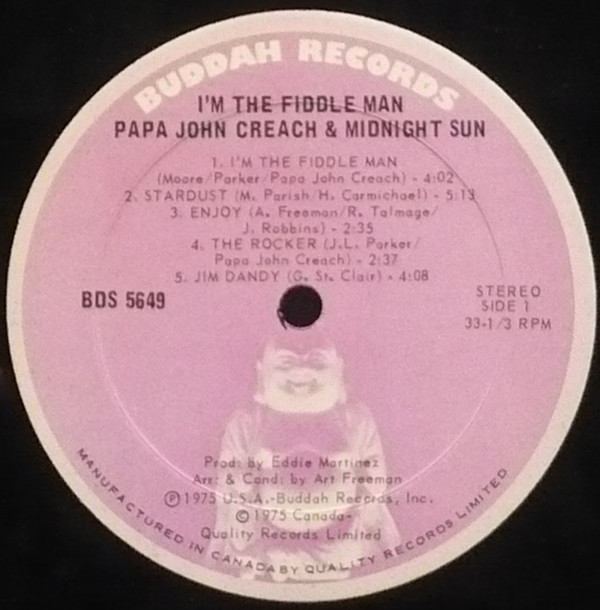 BUDDAH RECORDS
I'M THE FIDDLE MAN
PAPA JOHN CREACH & MIDNIGHT SUN
1. I'M THE FIDDLE MAN
(Moore/Parker/Papa John Creach) - 4:02
2. STARDUST (M. Parish/H. Carmichael) - 5:13
3. ENJOY (A. Freeman/R. Talmage/
J. Robbins) - 2:35
4. THE ROCKER (J.L. Parker/
Papa John Creach) - 2:37
5. JIM DANDY (G. St. Clair) - 4:08
BDS 5649
STEREO
SIDE 1
33-1/3 RPM
Prod: by Eddie Martinez
Arr: & Cond: by Art Freeman
Ⓟ 1975 U.S.A.-Buddah Records, Inc.
© 1975 Canada-
Quality Records Limited
MANUFACTURED IN CANADA BY QUALITY RECORDS LIMITED